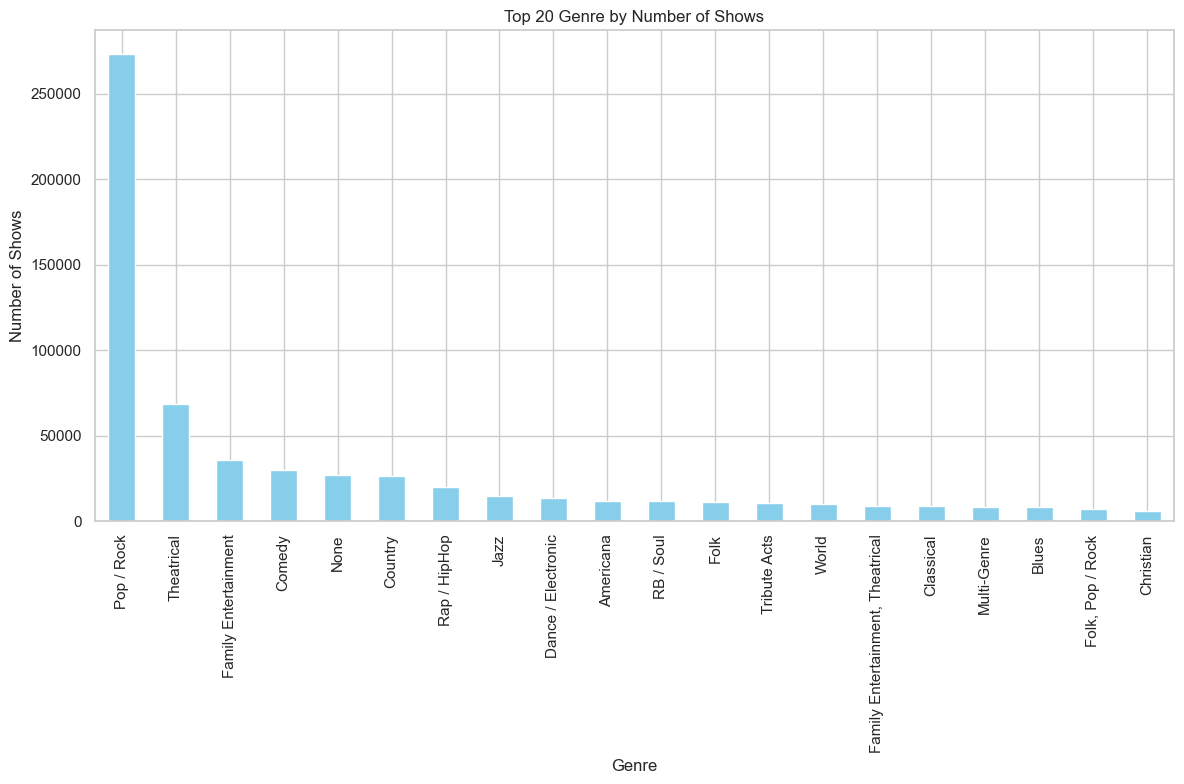 Top 20 Genre by Number of Shows
Number of Shows
250000
200000
150000
100000
50000
0
Pop / Rock
Theatrical
Family Entertainment
Comedy
None
Country
Rap / HipHop
Jazz
Dance / Electronic
Americana
RB / Soul
Folk
Tribute Acts
World
Family Entertainment, Theatrical
Classical
Multi-Genre
Blues
Folk, Pop / Rock
Christian
Genre